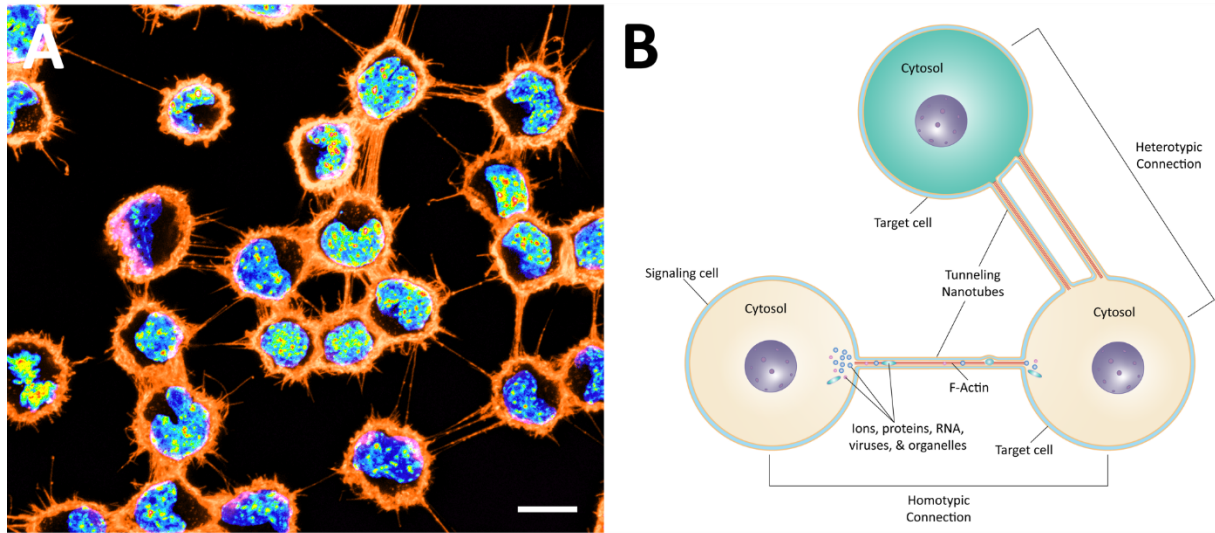 A
B
Cytosol
Heterotypic
Connection
Target cell
Signaling cell
Tunneling
Nanotubes
Cytosol
Cytosol
F-Actin
Ions, proteins, RNA,
viruses, & organelles
Target cell
Homotypic
Connection